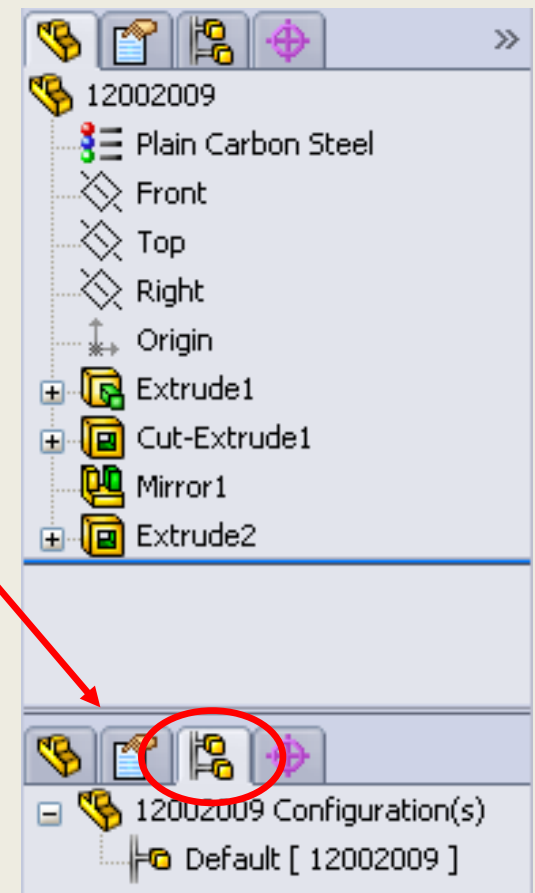 12002009
Plain Carbon Steel
Front
Top
Right
Origin
Extrude1
Cut-Extrude1
Mirror1
Extrude2
12002009 Configuration(s)
Default [ 12002009 ]